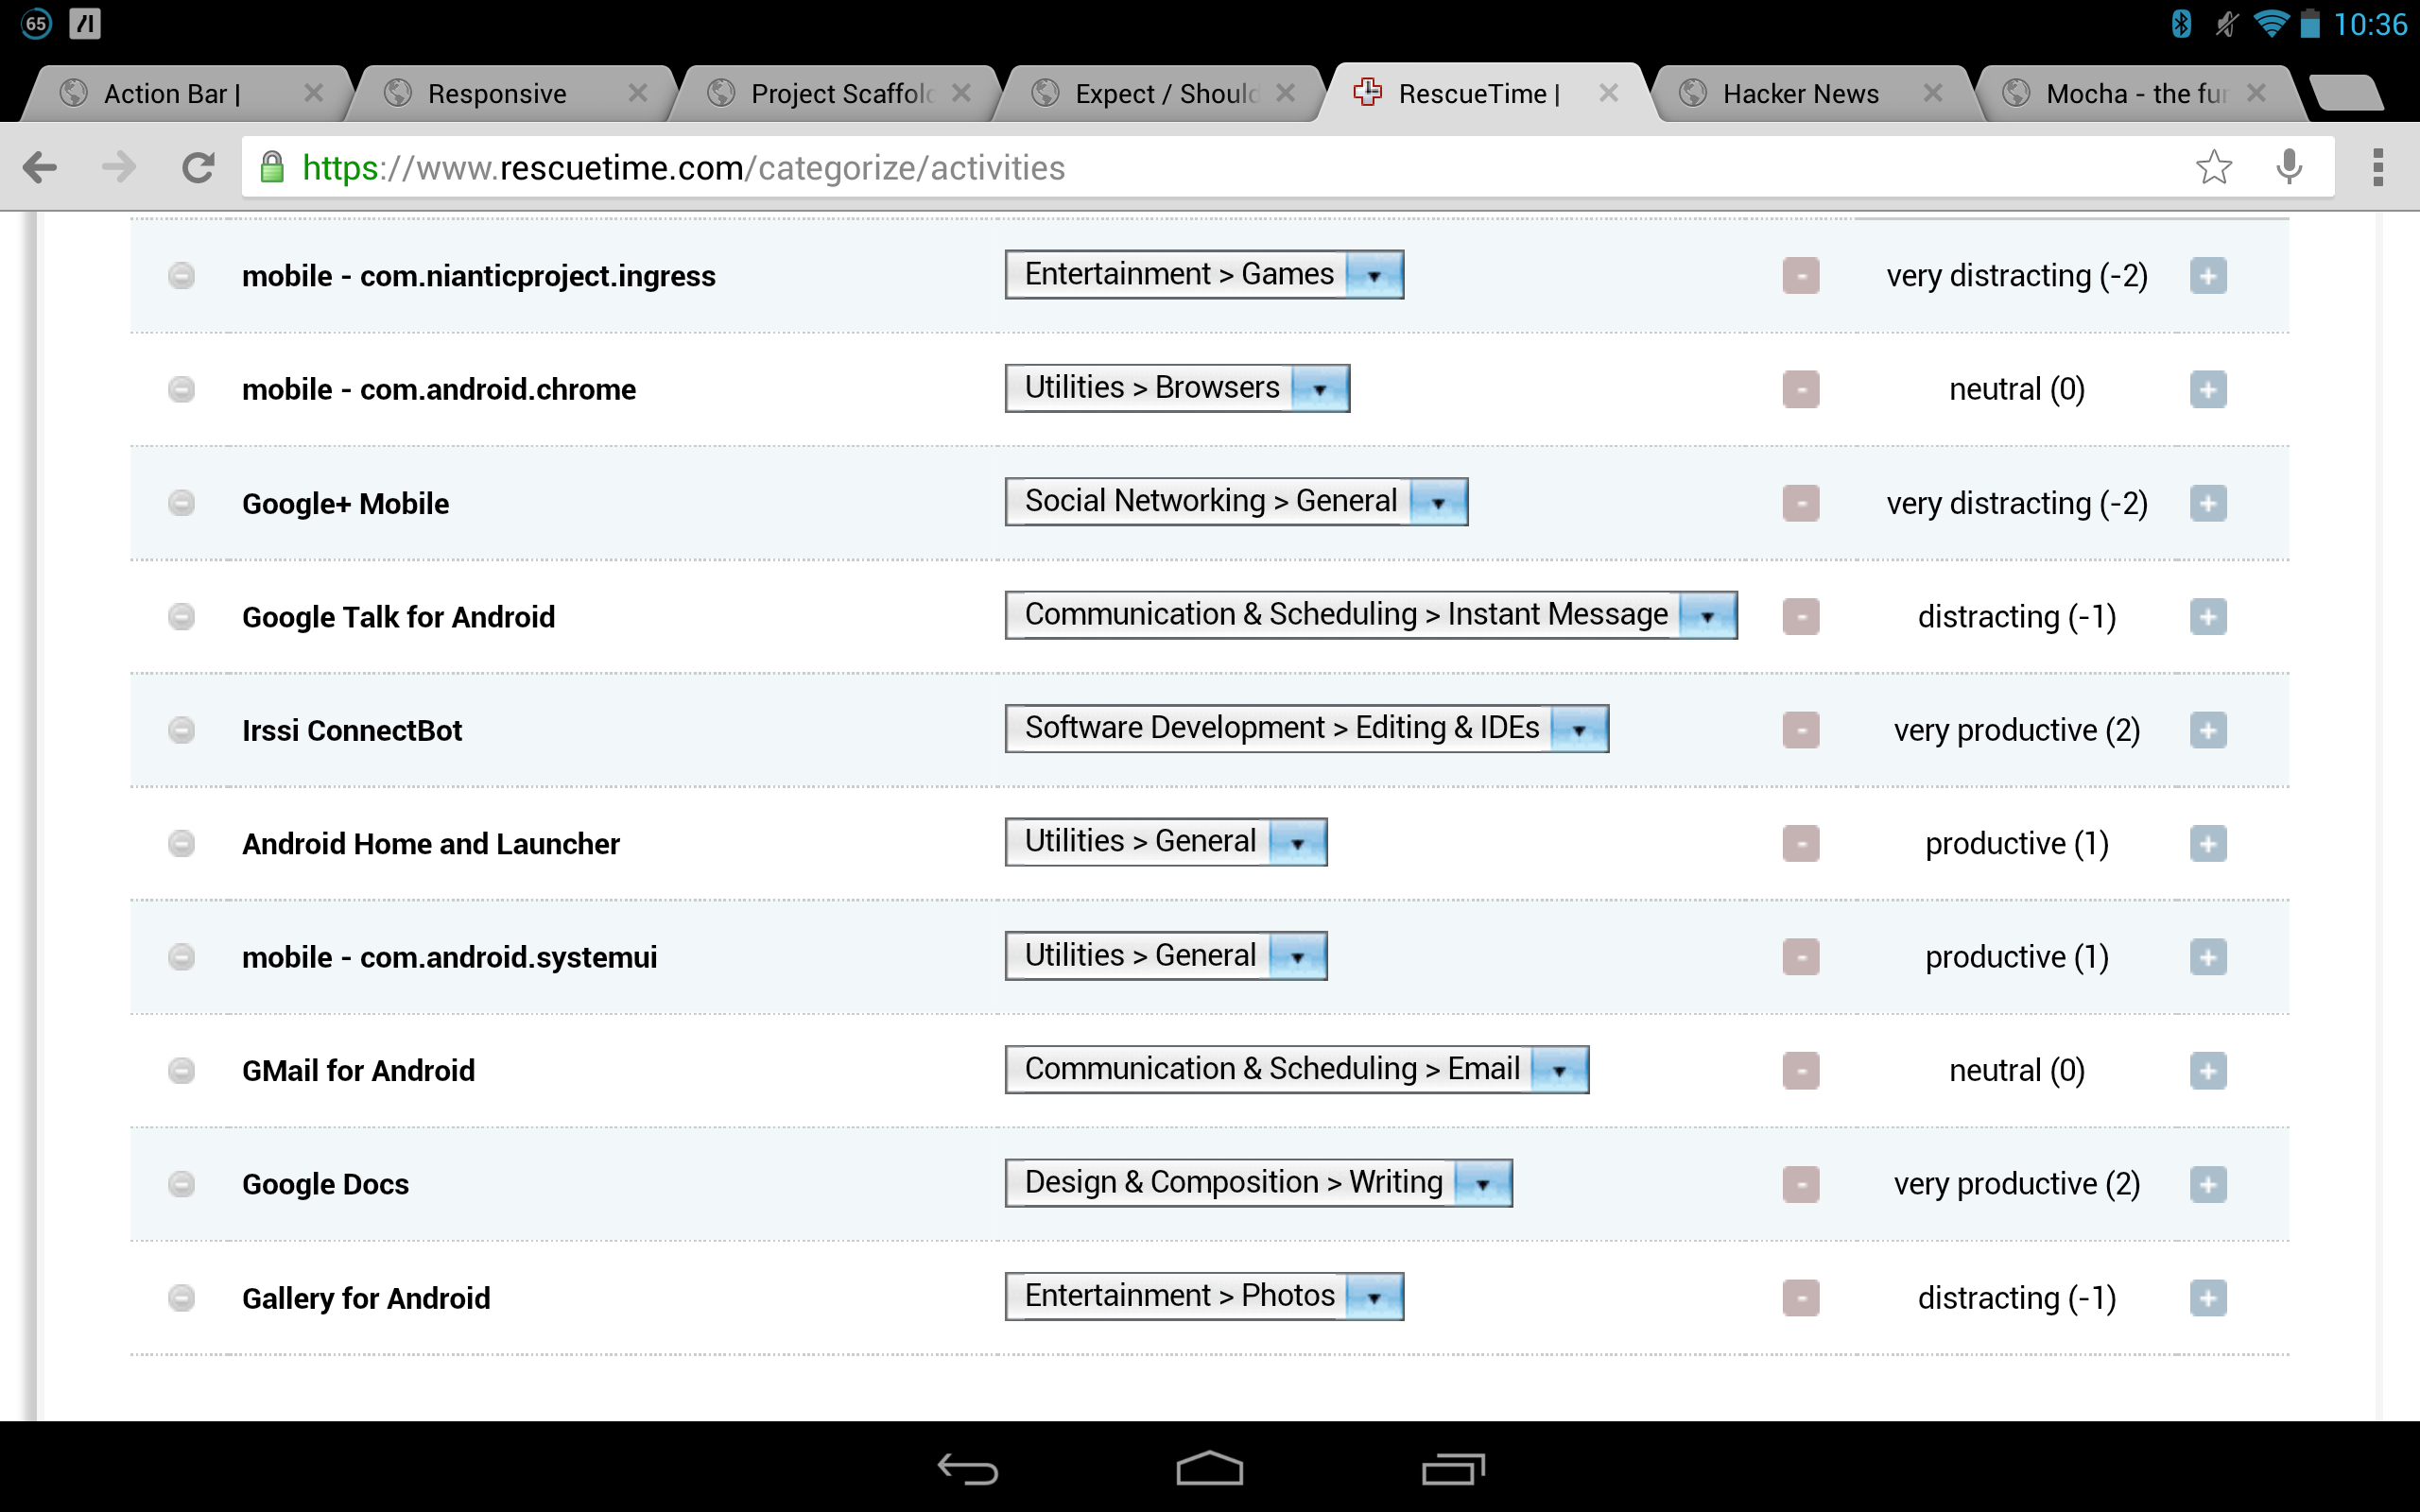 65
10:36
Action Bar |
Responsive
Project Scaffol
Expect / Should
RescueTime |
Hacker News
Mocha - the fu
https://www.rescuetime.com/categorize/activities
mobile - com.nianticproject.ingress Entertainment > Games - very distracting (-2) +
mobile - com.android.chrome Utilities > Browsers - neutral (0) +
Google+ Mobile Social Networking > General - very distracting (-2) +
Google Talk for Android Communication & Scheduling > Instant Message - distracting (-1) +
Irssi ConnectBot Software Development > Editing & IDEs - very productive (2) +
Android Home and Launcher Utilities > General - productive (1) +
mobile - com.android.systemui Utilities > General - productive (1) +
GMail for Android Communication & Scheduling > Email - neutral (0) +
Google Docs Design & Composition > Writing - very productive (2) +
Gallery for Android Entertainment > Photos - distracting (-1) +